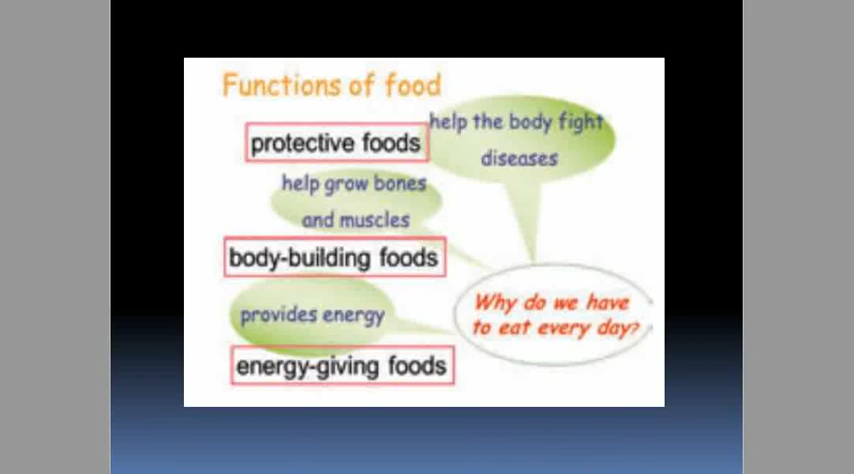 Functions of food
protective foods
help the body fight
diseases
help grow bones
and muscles
body-building foods
provides energy
Why do we have
to eat every day?
energy-giving foods